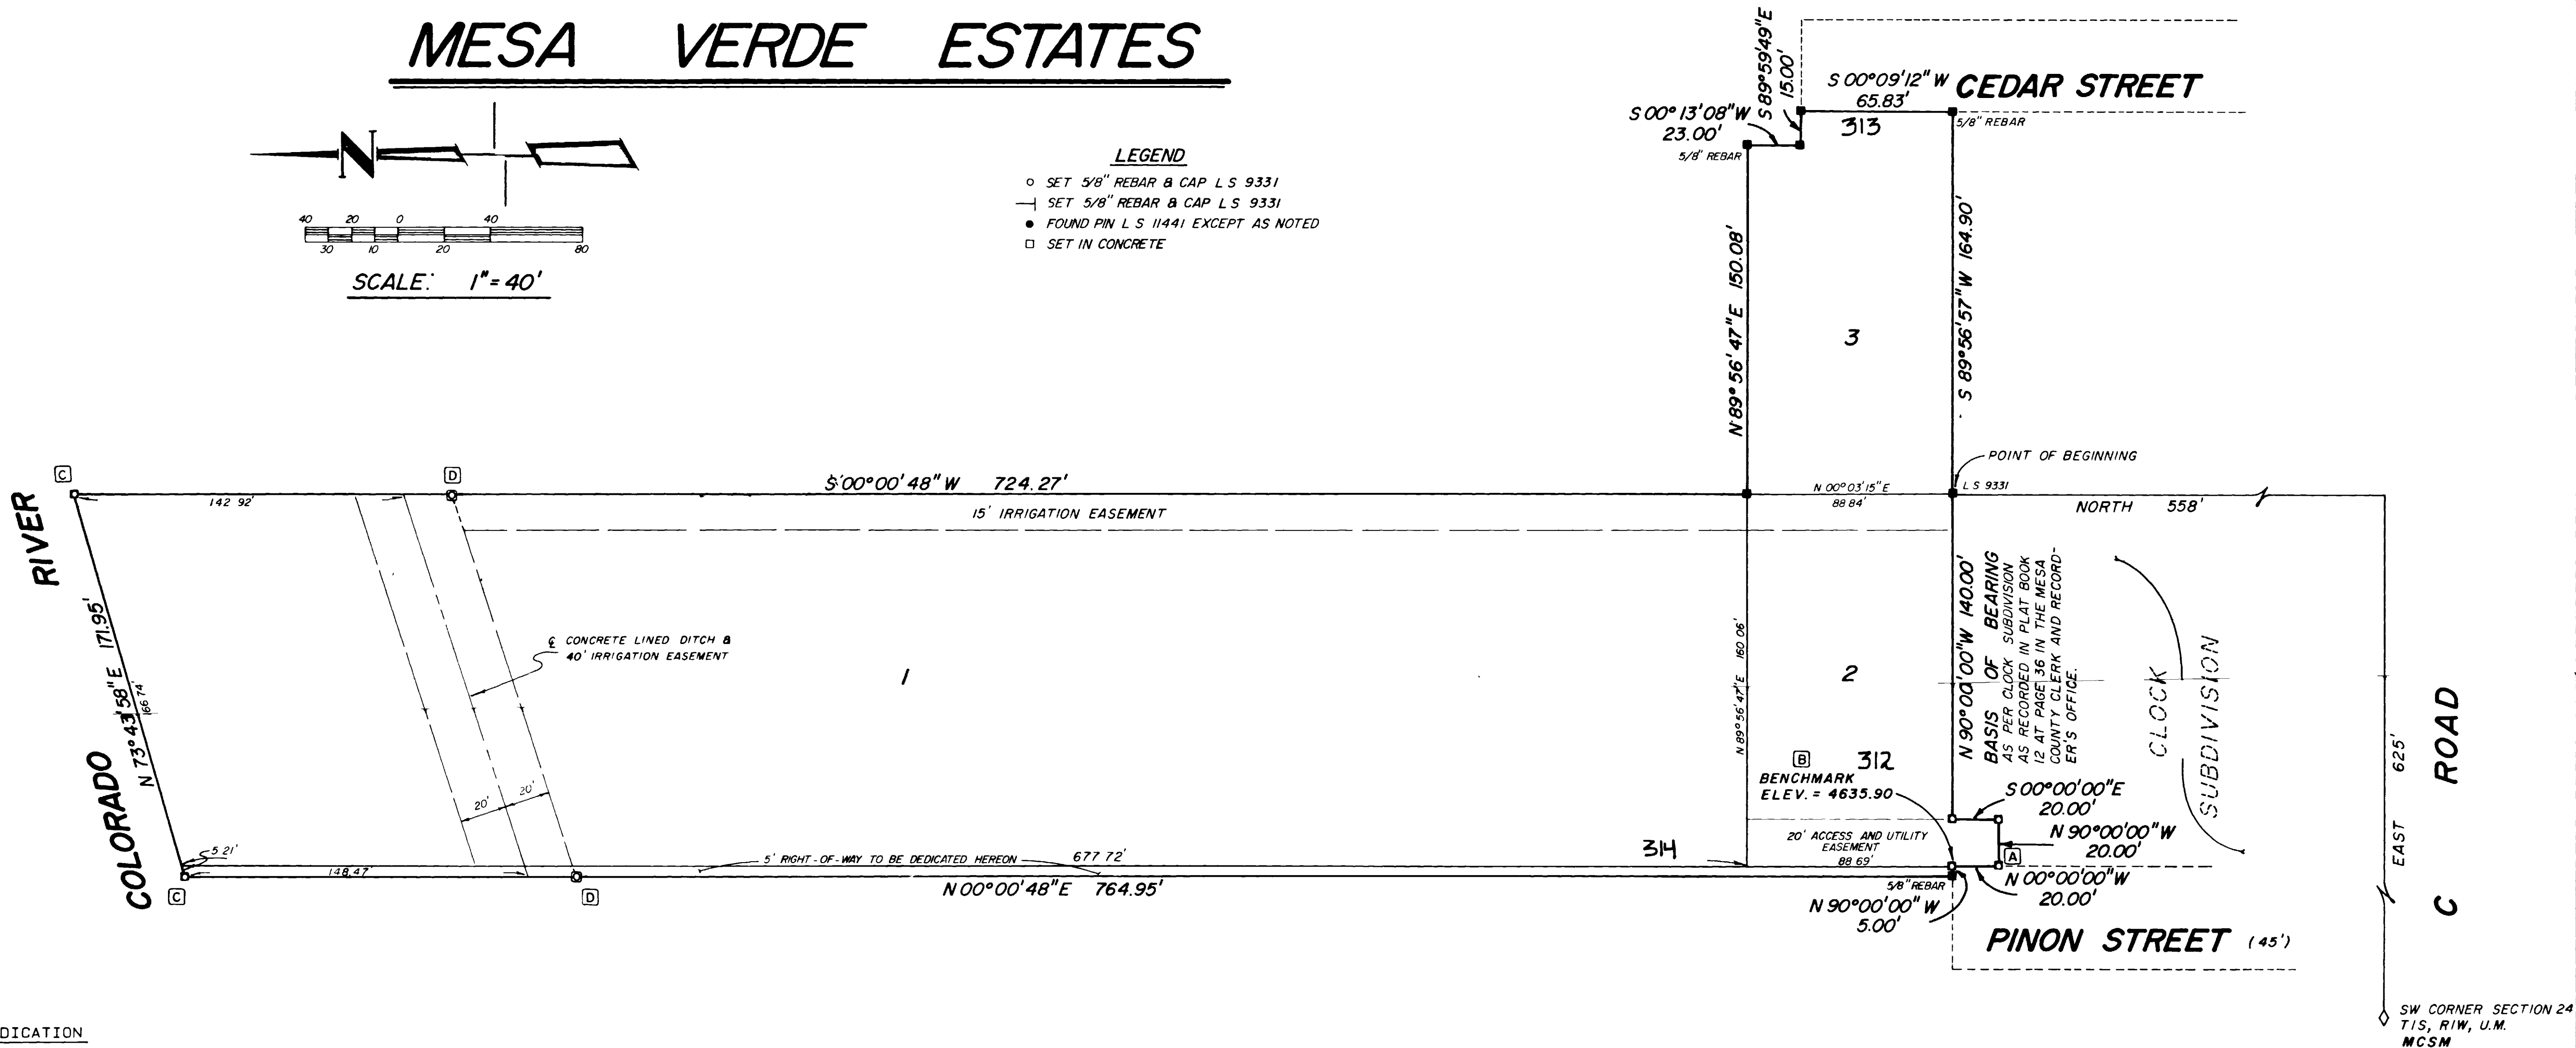 MESA VERDE ESTATES
N
40 20 0 40
30 10 20 80
SCALE: 1" = 40'
LEGEND
SET 5/8" REBAR & CAP L S 9331
SET 5/8" REBAR & CAP L S 9331
FOUND PIN L S 11441 EXCEPT AS NOTED
SET IN CONCRETE
S 89°59'49"E
15.00'
S 00°09'12" W
65.83'
CEDAR STREET
S 00°13'08"W
23.00'
5/8" REBAR
313
5/8" REBAR
N 89°56'47"E 150.08'
S 89°56'57"W 164.90'
3
POINT OF BEGINNING
L S 9331
N 00°03'15"E
88 84'
NORTH 558'
C
D
142 92'
S 00°00'48" W 724.27'
15' IRRIGATION EASEMENT
COLORADO RIVER
N 73°43'58"E 171.95'
166 74'
℄ CONCRETE LINED DITCH &
40' IRRIGATION EASEMENT
20' 20'
1
N 89°56'47"E 160 06'
2
N 90°00'00"W 140.00'
BASIS OF BEARING
AS PER CLOCK SUBDIVISION
AS RECORDED IN PLAT BOOK
12 AT PAGE 36 IN THE MESA
COUNTY CLERK AND RECORD-
ER'S OFFICE.
CLOCK
SUBDIVISION
EAST 625'
C ROAD
B
312
BENCHMARK
ELEV. = 4635.90
S 00°00'00"E
20.00'
N 90°00'00"W
20.00'
A
20' ACCESS AND UTILITY
EASEMENT
88 69'
314
5 21'
5' RIGHT-OF-WAY TO BE DEDICATED HEREON
677 72'
148.47'
C
D
N 00°00'48"E 764.95'
5/8" REBAR
N 90°00'00" W
5.00'
N 00°00'00"W
20.00'
PINON STREET (45')
SW CORNER SECTION 24
T1S, R1W, U.M.
MCSM
DICATION